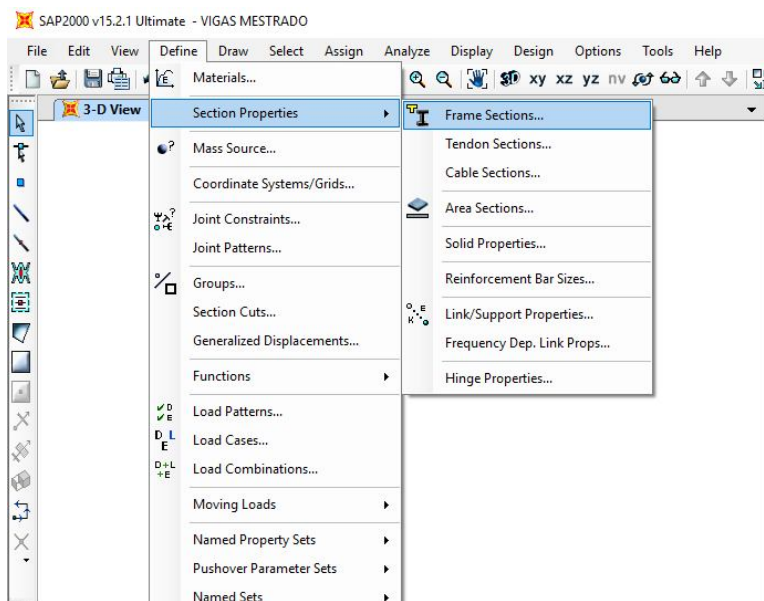 SAP2000 v15.2.1 Ultimate - VIGAS MESTRADO
File Edit View Define Draw Select Assign Analyze Display Design Options Tools Help
3D xy xz yz nv
3-D View
Materials...
Section Properties
Mass Source...
Coordinate Systems/Grids...
Joint Constraints...
Joint Patterns...
Groups...
Section Cuts...
Generalized Displacements...
Functions
Load Patterns...
Load Cases...
Load Combinations...
Moving Loads
Named Property Sets
Pushover Parameter Sets
Named Sets
Frame Sections...
Tendon Sections...
Cable Sections...
Area Sections...
Solid Properties...
Reinforcement Bar Sizes...
Link/Support Properties...
Frequency Dep. Link Props...
Hinge Properties...